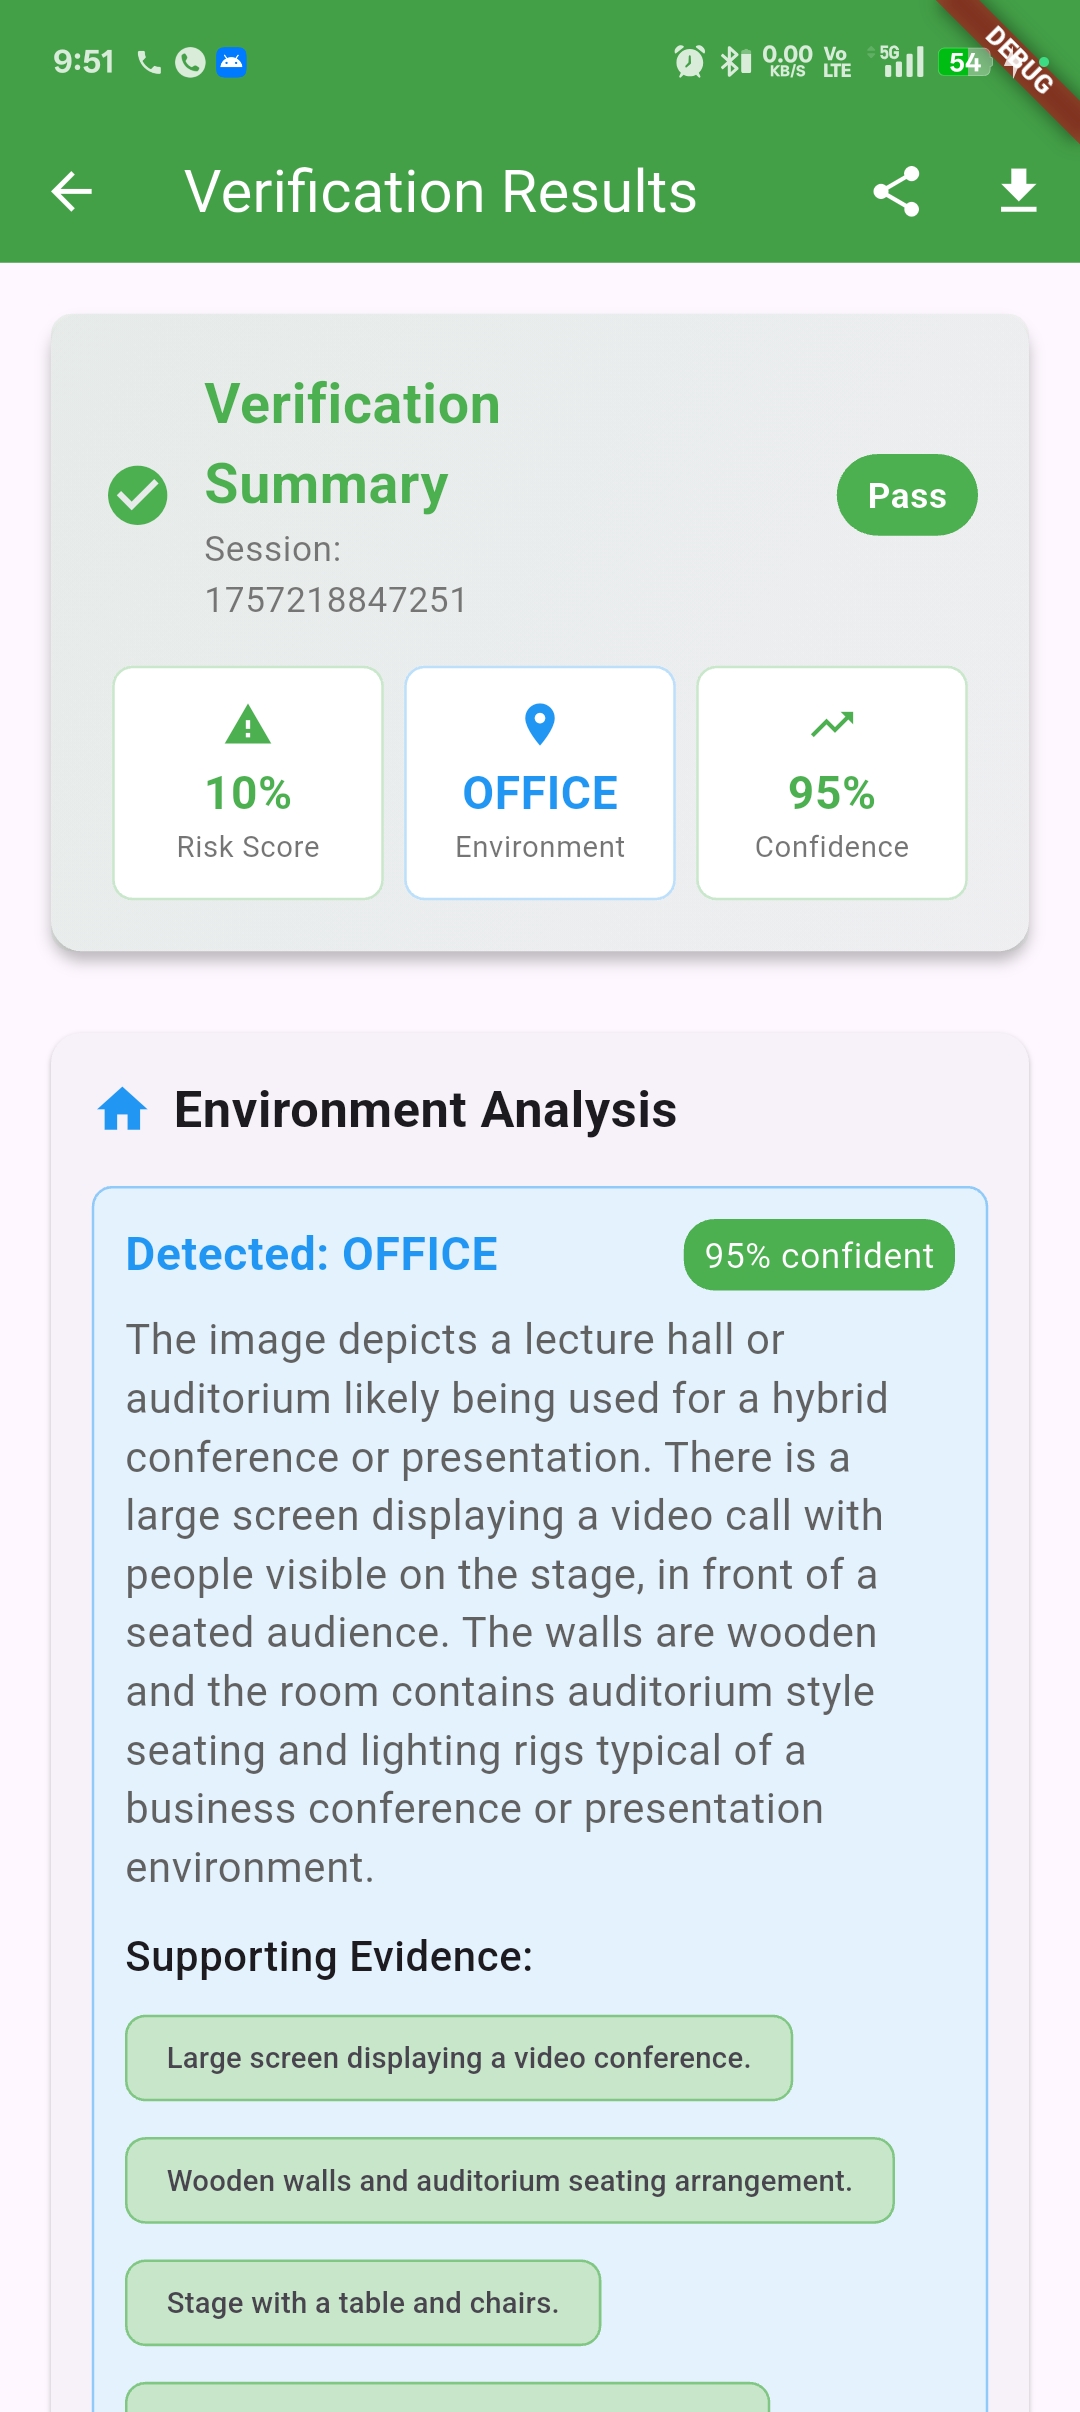 9:51
0.00
KB/S
Vo
LTE
5G
54
DEBUG
Verification Results
Verification
Summary
Pass
Session:
1757218847251
10%
Risk Score
OFFICE
Environment
95%
Confidence
Environment Analysis
Detected: OFFICE
95% confident
The image depicts a lecture hall or
auditorium likely being used for a hybrid
conference or presentation. There is a
large screen displaying a video call with
people visible on the stage, in front of a
seated audience. The walls are wooden
and the room contains auditorium style
seating and lighting rigs typical of a
business conference or presentation
environment.
Supporting Evidence:
Large screen displaying a video conference.
Wooden walls and auditorium seating arrangement.
Stage with a table and chairs.